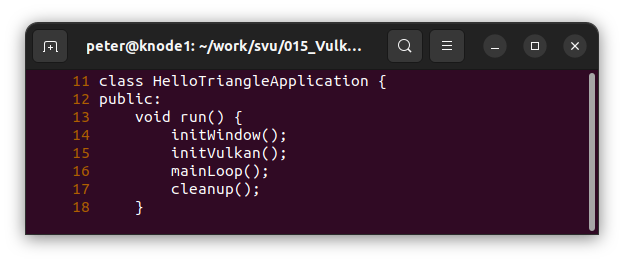 peter@knode1: ~/work/svu/015_Vulk…
11 class HelloTriangleApplication {
12 public:
13     void run() {
14         initWindow();
15         initVulkan();
16         mainLoop();
17         cleanup();
18     }